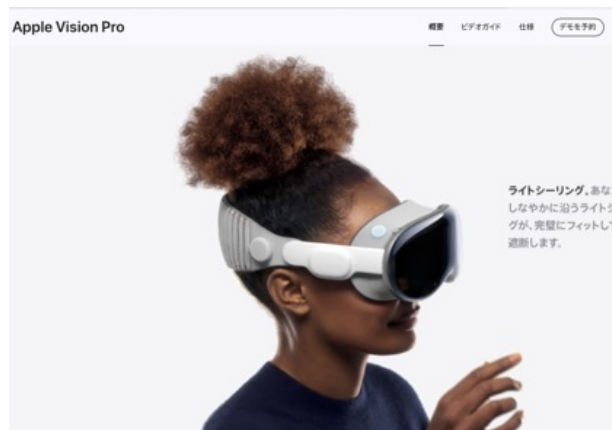 Apple Vision Pro
概要 ビデオガイド 仕様 デモを予約
ライトシーリング。あな
しなやかに沿うライトシ
グが、完璧にフィットして
遮断します。